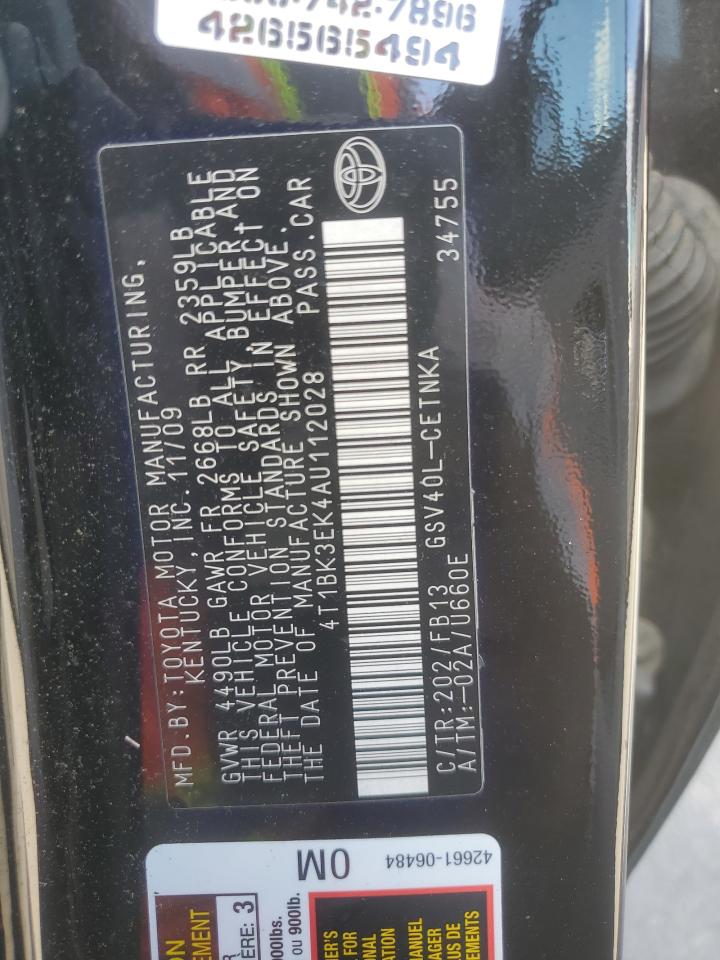 426565494
MFD.BY:TOYOTA MOTOR MANUFACTURING,
KENTUCKY, INC. 11/09
GVWR 4490LB GAWR FR 2668LB RR 2359LB
THIS VEHICLE CONFORMS TO ALL APPLICABLE
FEDERAL MOTOR VEHICLE SAFETY, BUMPER, AND
THEFT PREVENTION STANDARDS IN EFFECT ON
THE DATE OF MANUFACTURE SHOWN ABOVE.
4T1BK3EK4AU112028 PASS.CAR
C/TR:202/FB13 GSV40L-CETNKA 34755
A/TM:-02A/U660E
0M 42661-06484
3
ou 900lb.
FOR
MANUEL